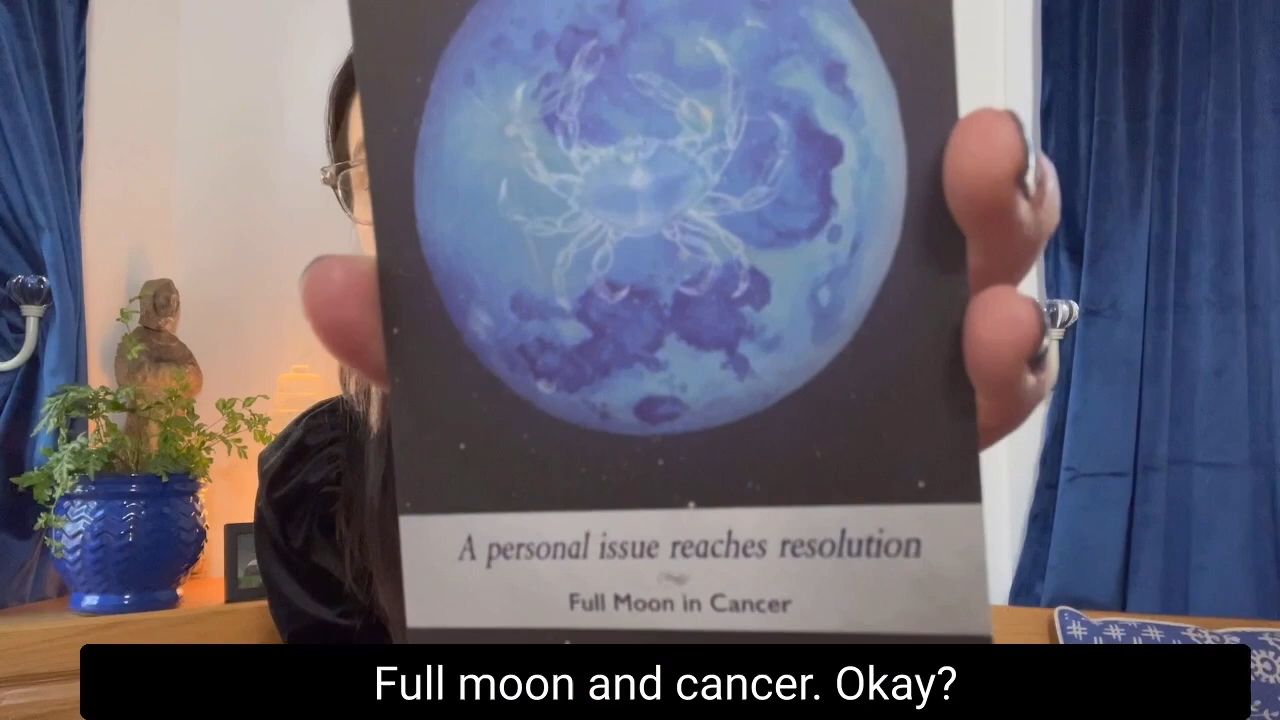 A personal issue reaches resolution
Full Moon in Cancer
Full moon and cancer. Okay?